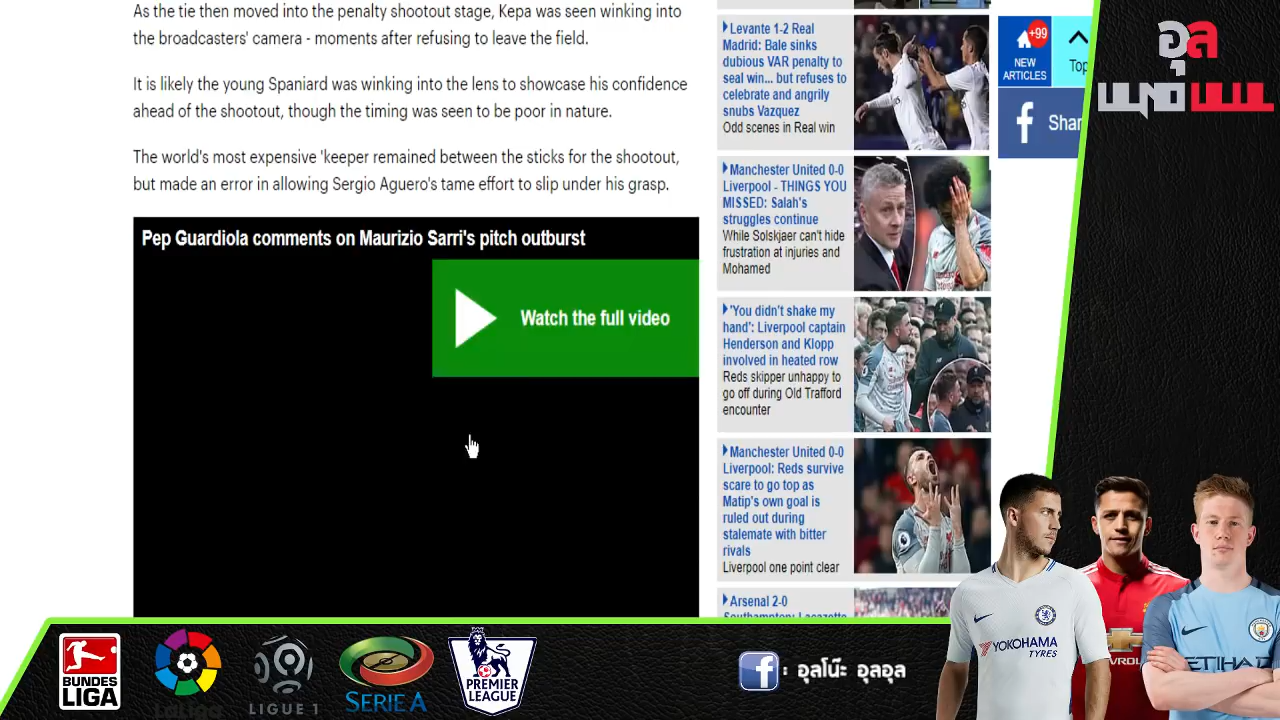 As the tie then moved into the penalty shootout stage, Kepa was seen winking into
the broadcasters' camera - moments after refusing to leave the field.
It is likely the young Spaniard was winking into the lens to showcase his confidence
ahead of the shootout, though the timing was seen to be poor in nature.
The world's most expensive 'keeper remained between the sticks for the shootout,
but made an error in allowing Sergio Aguero's tame effort to slip under his grasp.
Pep Guardiola comments on Maurizio Sarri's pitch outburst
Watch the full video
Levante 1-2 Real
Madrid: Bale sinks
dubious VAR penalty to
seal win... but refuses to
celebrate and angrily
snubs Vazquez
Odd scenes in Real win
Manchester United 0-0
Liverpool - THINGS YOU
MISSED: Salah's
struggles continue
While Solskjaer can't hide
frustration at injuries and
Mohamed
'You didn't shake my
hand': Liverpool captain
Henderson and Klopp
involved in heated row
Reds skipper unhappy to
go off during Old Trafford
encounter
Manchester United 0-0
Liverpool: Reds survive
scare to go top as
Matip's own goal is
ruled out during
stalemate with bitter
rivals
Liverpool one point clear
Arsenal 2-0
Southampton: Lacazette
+99
NEW
ARTICLES
Top
Shar
BUNDES
LIGA
LaLiga
LIGUE 1
SERIE A
PREMIER
LEAGUE
: อุลโน๊ะ อุลอุล
YOKOHAMA
TYRES
ETIHAD